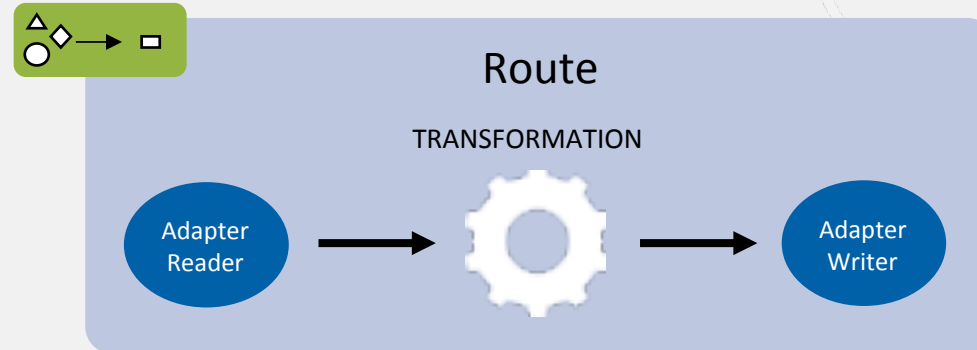 Route
TRANSFORMATION
Adapter
Reader
Adapter
Writer